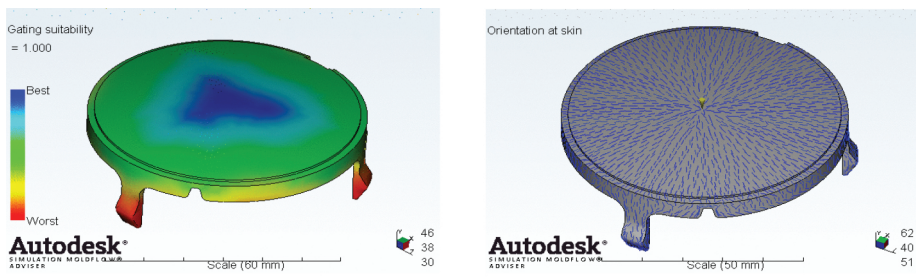 Gating suitability
= 1.000
Best
Worst
Autodesk®
SIMULATION MOLDFLOW®
ADVISER
Scale (60 mm)
Y
X
Z
46
38
30
Orientation at skin
Autodesk®
SIMULATION MOLDFLOW®
ADVISER
Scale (50 mm)
Y
X
Z
62
40
51